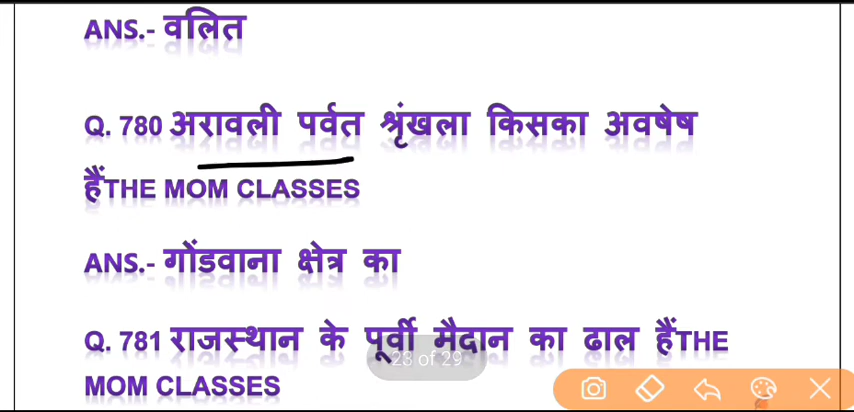 ANS.- वलित
Q. 780 अरावली पर्वत श्रृंखला किसका अवषेष
हैंTHE MOM CLASSES
ANS.- गोंडवाना क्षेत्र का
Q. 781 राजस्थान के पूर्वी मैदान का ढाल हैंTHE
23 of 29
MOM CLASSES